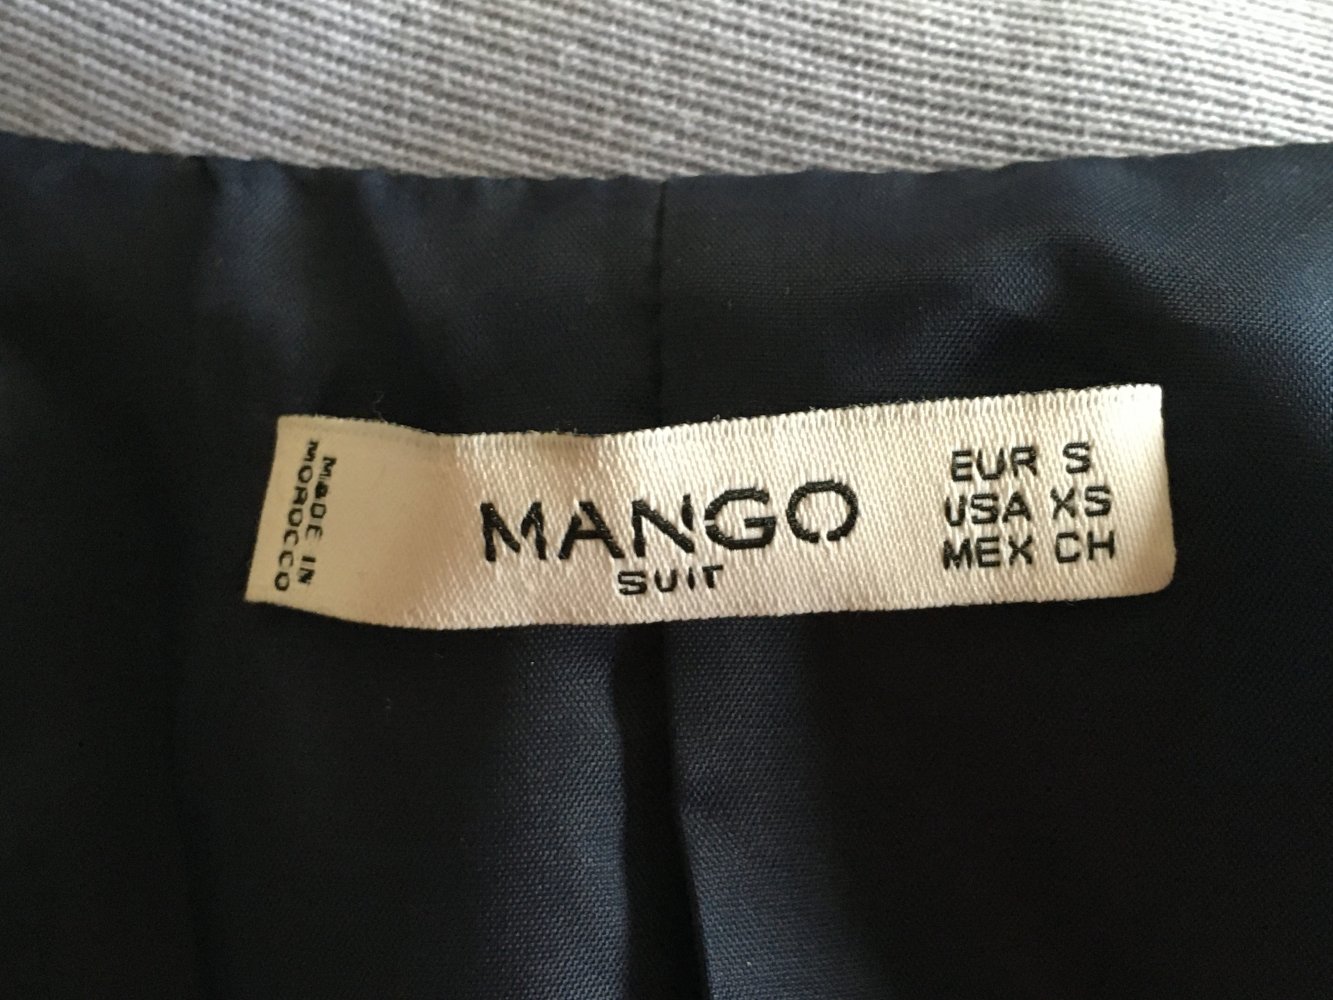 MADE IN
MOROCCO
MANGO
SUIT
EUR S
USA XS
MEX CH